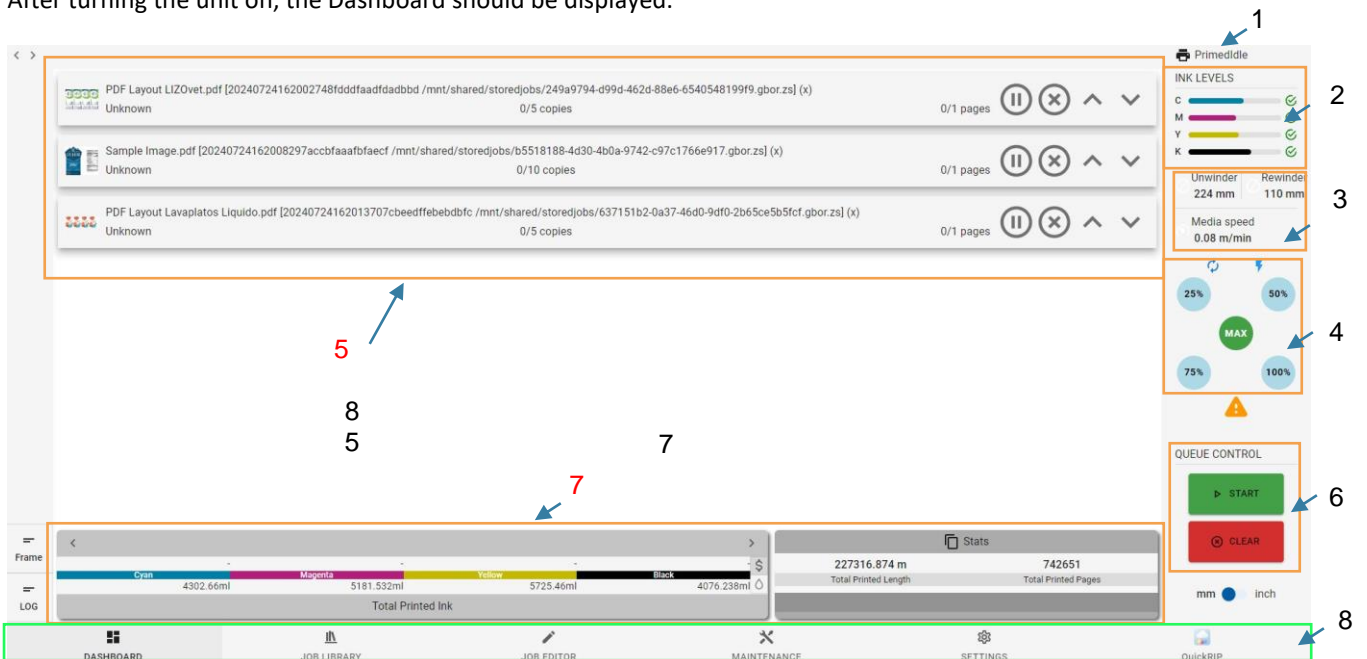 After turning the unit on, the Dashboard should be displayed.
1
< >
PrimedIdle
PDF Layout LIZOvet.pdf [20240724162002748fdddfaadfdadbbd /mnt/shared/storedjobs/249a9794-d99d-462d-88e6-6540548199f9.gbor.zs] (x)
Unknown 0/5 copies 0/1 pages
Sample Image.pdf [20240724162008297accbfaaafbfaecf /mnt/shared/storedjobs/b5518188-4d30-4b0a-9742-c97c1766e917.gbor.zs] (x)
Unknown 0/10 copies 0/1 pages
PDF Layout Lavaplatos Liquido.pdf [20240724162013707cbeedffebebdbfc /mnt/shared/storedjobs/637151b2-0a37-46d0-9df0-2b65ce5b5fcf.gbor.zs] (x)
Unknown 0/5 copies 0/1 pages
INK LEVELS
C
M
Y
K
2
Unwinder Rewinder
224 mm 110 mm
3
Media speed
0.08 m/min
25% 50%
MAX
4
75% 100%
5
8
5 7
7
QUEUE CONTROL
START
6
CLEAR
mm inch
Frame
LOG
< >
- - - - $
Cyan Magenta Yellow Black
4302.66ml 5181.532ml 5725.46ml 4076.238ml
Total Printed Ink
Stats
227316.874 m 742651
Total Printed Length Total Printed Pages
8
DASHBOARD JOB LIBRARY JOB EDITOR MAINTENANCE SETTINGS QuickRIP